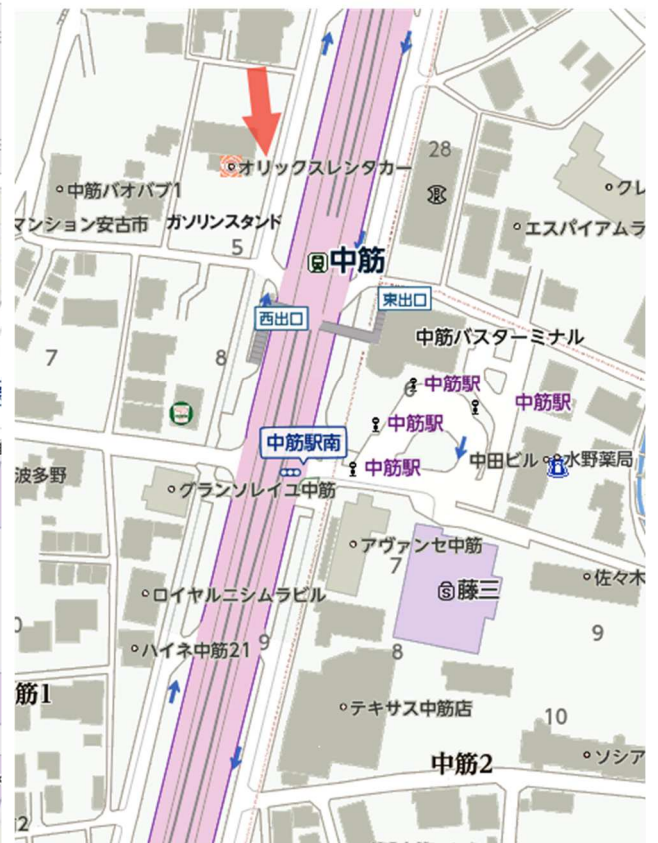 28
オリックスレンタカー
中筋バオバブ1
クレ
マンション安古市
ガソリンスタンド
エスパイアムラ
5
中筋
西出口
東出口
中筋バスターミナル
7
8
中筋駅
中筋駅
中筋駅
中筋駅南
中筋駅
中田ビル
水野薬局
波多野
グランソレイユ中筋
アヴァンセ中筋
7
佐々木
藤三
ロイヤルニシムラビル
9
9
ハイネ中筋21
8
筋1
テキサス中筋店
10
ソシア
中筋2
12